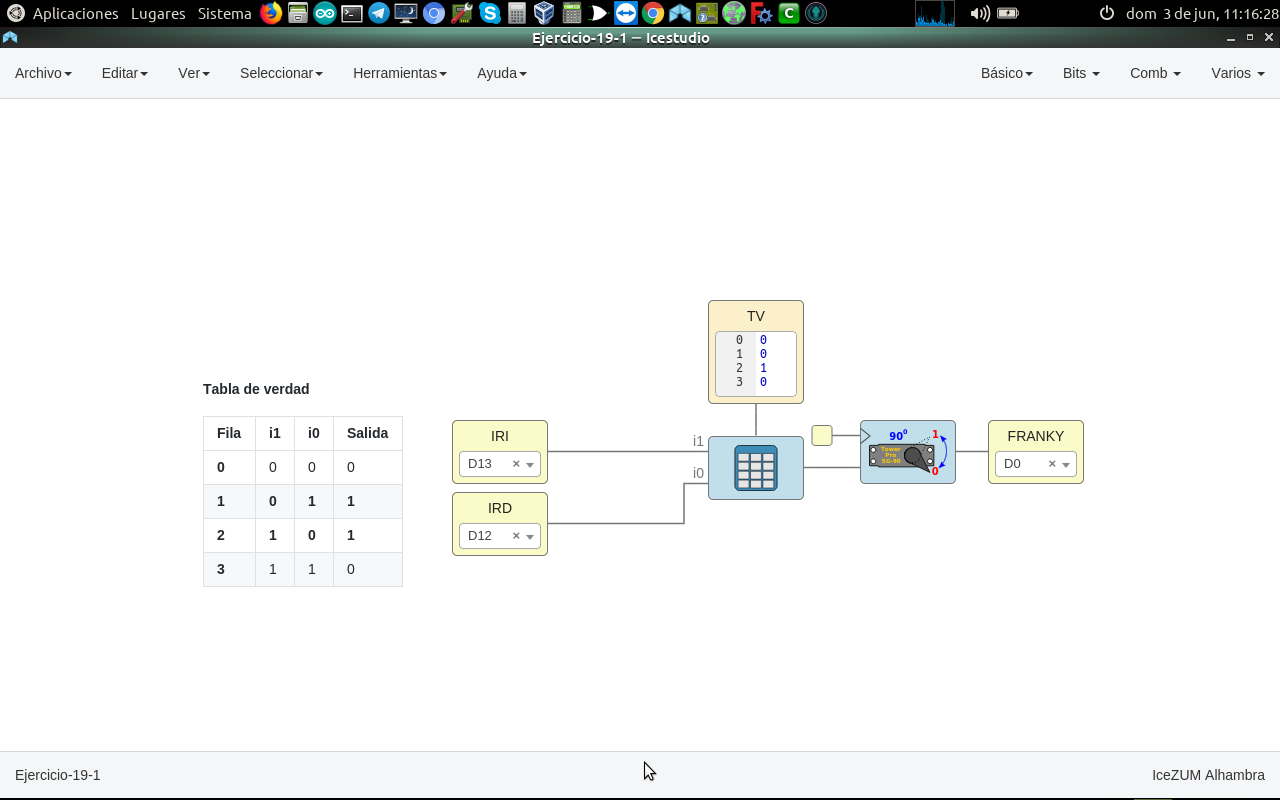 Aplicaciones Lugares Sistema dom 3 de jun, 11:16:28
Ejercicio-19-1 — Icestudio
Archivo Editar Ver Seleccionar Herramientas Ayuda Básico Bits Comb Varios
TV
0 0
1 0
2 1
3 0
Tabla de verdad
Fila i1 i0 Salida
0 0 0 0
1 0 1 1
2 1 0 1
3 1 1 0
IRI
D13 ×
IRD
D12 ×
i1
i0
90º
1
Tower
Pro
SG-90
0
FRANKY
D0 ×
Ejercicio-19-1 IceZUM Alhambra